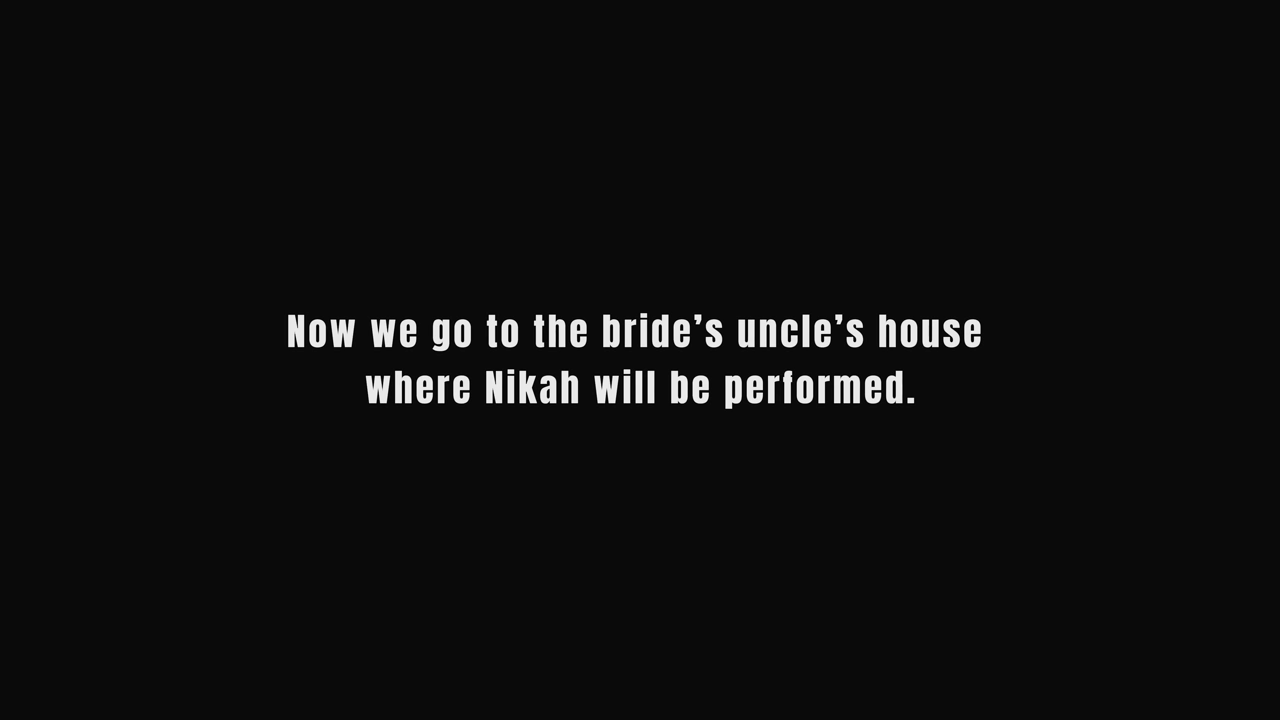 Now we go to the bride’s uncle’s house
where Nikah will be performed.